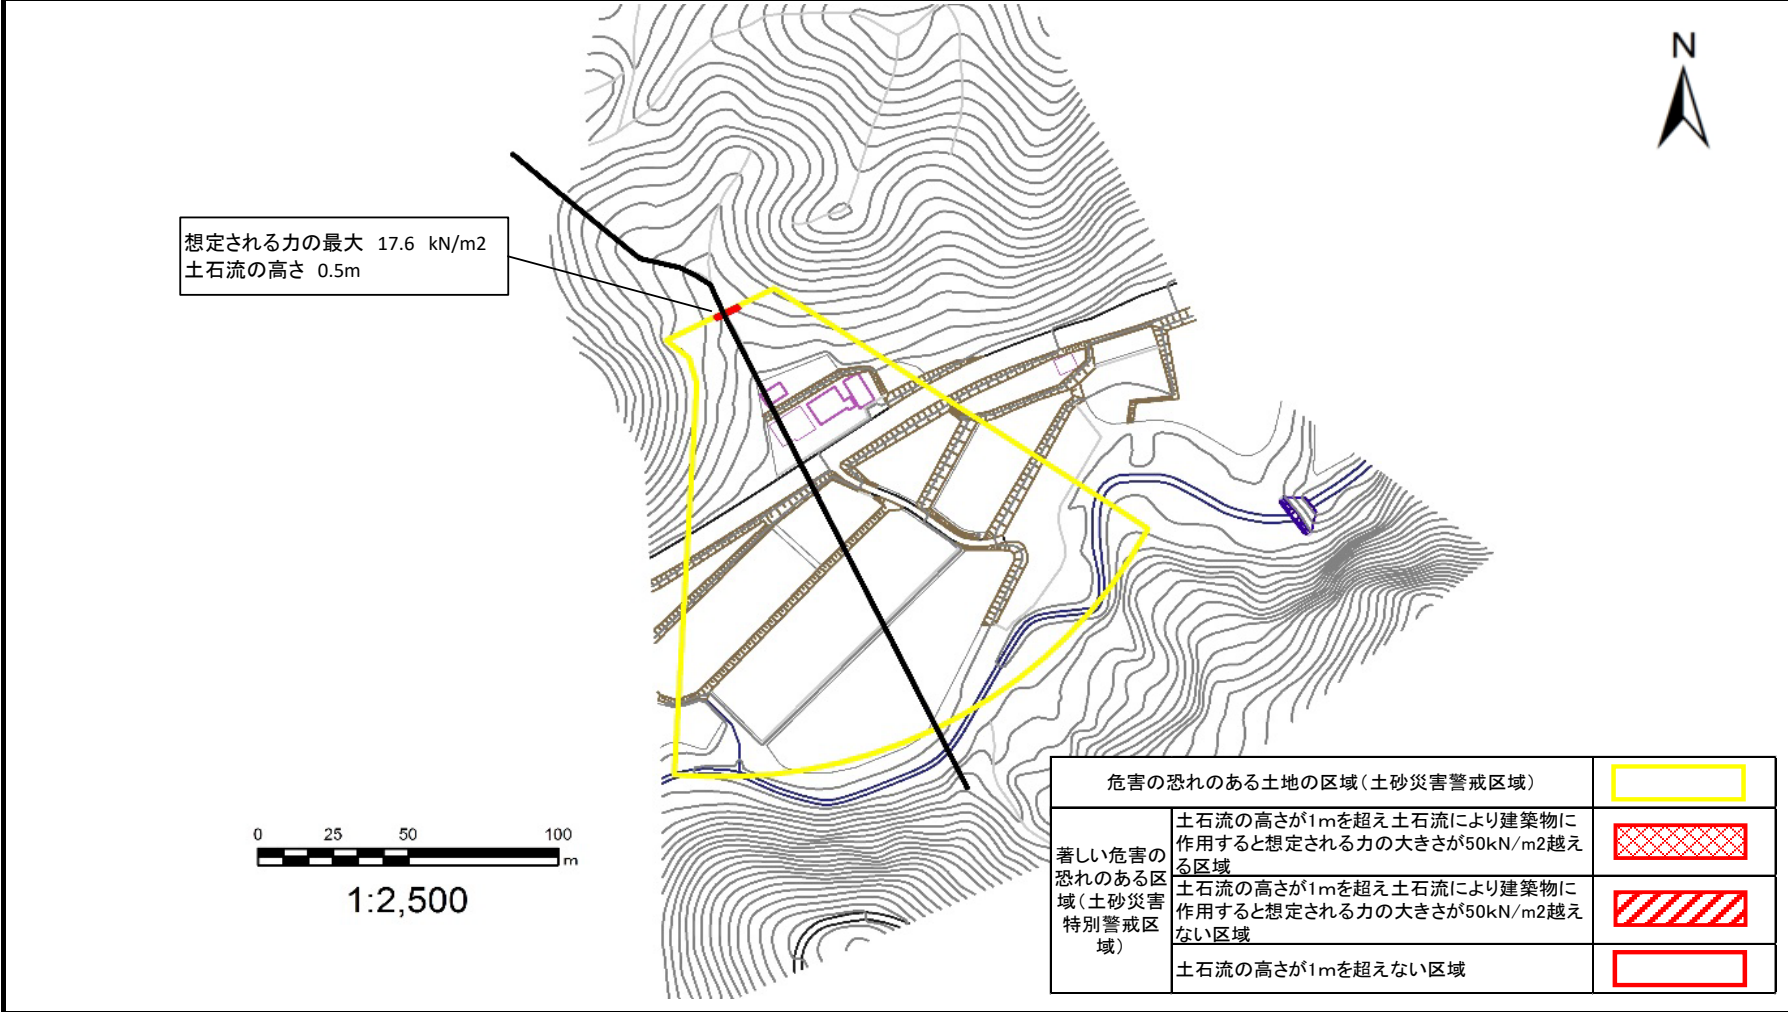 N
想定される力の最大 17.6 kN/m2
土石流の高さ 0.5m
0 25 50 100
m
1:2,500
危害の恐れのある土地の区域(土砂災害警戒区域)
著しい危害の
恐れのある区
域(土砂災害
特別警戒区
域)
土石流の高さが1mを超え土石流により建築物に
作用すると想定される力の大きさが50kN/m2越え
る区域
土石流の高さが1mを超え土石流により建築物に
作用すると想定される力の大きさが50kN/m2越え
ない区域
土石流の高さが1mを超えない区域